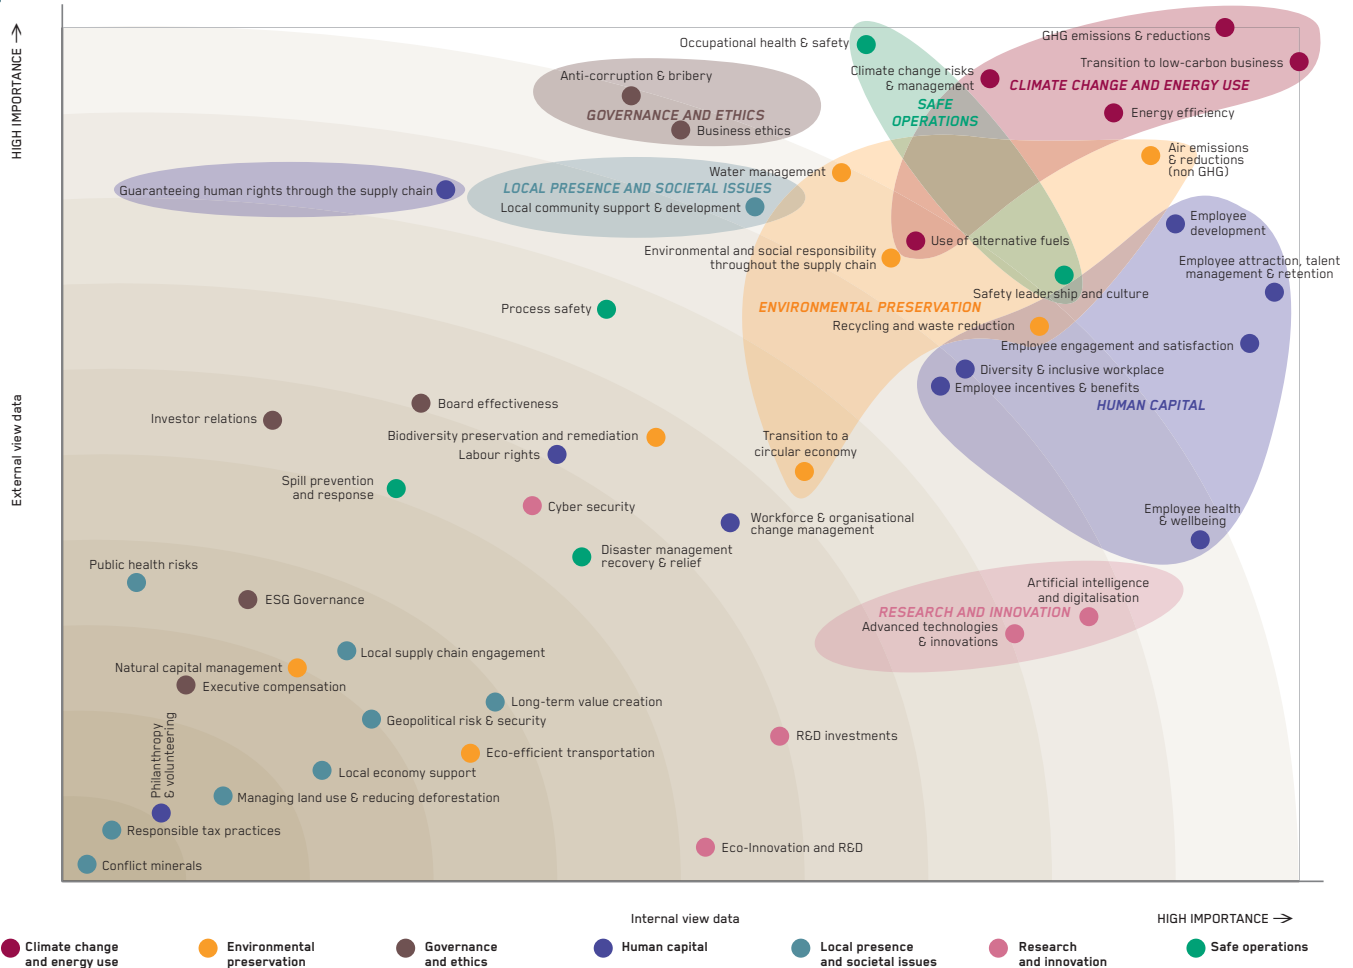 HIGH IMPORTANCE
External view data
Occupational health & safety
GHG emissions & reductions
Transition to low-carbon business
Climate change risks
& management
CLIMATE CHANGE AND ENERGY USE
Anti-corruption & bribery
SAFE
OPERATIONS
Energy efficiency
GOVERNANCE AND ETHICS
Business ethics
Air emissions
& reductions
(non GHG)
Water management
Guaranteeing human rights through the supply chain
LOCAL PRESENCE AND SOCIETAL ISSUES
Local community support & development
Employee
development
Use of alternative fuels
Environmental and social responsibility
throughout the supply chain
Employee attraction, talent
management & retention
Safety leadership and culture
Process safety
ENVIRONMENTAL PRESERVATION
Recycling and waste reduction
Employee engagement and satisfaction
Diversity & inclusive workplace
Employee incentives & benefits
HUMAN CAPITAL
Board effectiveness
Investor relations
Biodiversity preservation and remediation
Labour rights
Transition to a
circular economy
Spill prevention
and response
Cyber security
Workforce & organisational
change management
Employee health
& wellbeing
Disaster management
recovery & relief
Public health risks
ESG Governance
Artificial intelligence
and digitalisation
RESEARCH AND INNOVATION
Advanced technologies
& innovations
Local supply chain engagement
Natural capital management
Executive compensation
Long-term value creation
Geopolitical risk & security
R&D investments
Philanthropy
& volunteering
Eco-efficient transportation
Local economy support
Managing land use & reducing deforestation
Responsible tax practices
Eco-Innovation and R&D
Conflict minerals
Internal view data
HIGH IMPORTANCE
Climate change
and energy use
Environmental
preservation
Governance
and ethics
Human capital
Local presence
and societal issues
Research
and innovation
Safe operations